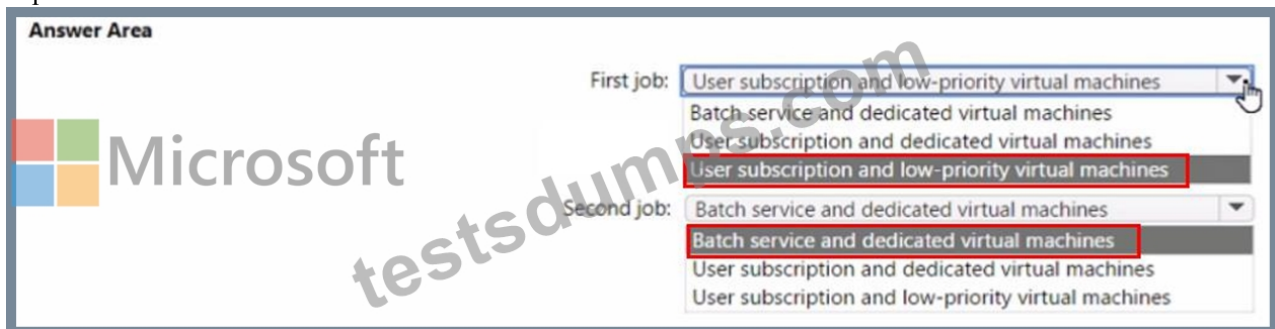 Answer Area
First job: User subscription and low-priority virtual machines
Batch service and dedicated virtual machines
User subscription and dedicated virtual machines
User subscription and low-priority virtual machines
Microsoft
Second job: Batch service and dedicated virtual machines
Batch service and dedicated virtual machines
User subscription and dedicated virtual machines
User subscription and low-priority virtual machines
testsdumps.com